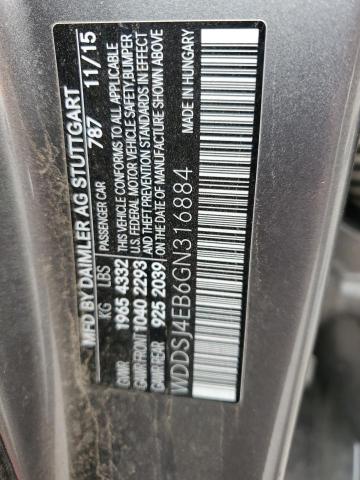 MFD BY DAIMLER AG STUTTGART
PASSENGER CAR 787 11/15
KG LBS
GVWR 1965 4332
GAWR FRONT 1040 2293
GAWR REAR 925 2039
THIS VEHICLE CONFORMS TO ALL APPLICABLE
U.S. FEDERAL MOTOR VEHICLE SAFETY, BUMPER
AND THEFT PREVENTION STANDARDS IN EFFECT
ON THE DATE OF MANUFACTURE SHOWN ABOVE
MADE IN HUNGARY
WDDSJ4EB6GN316884